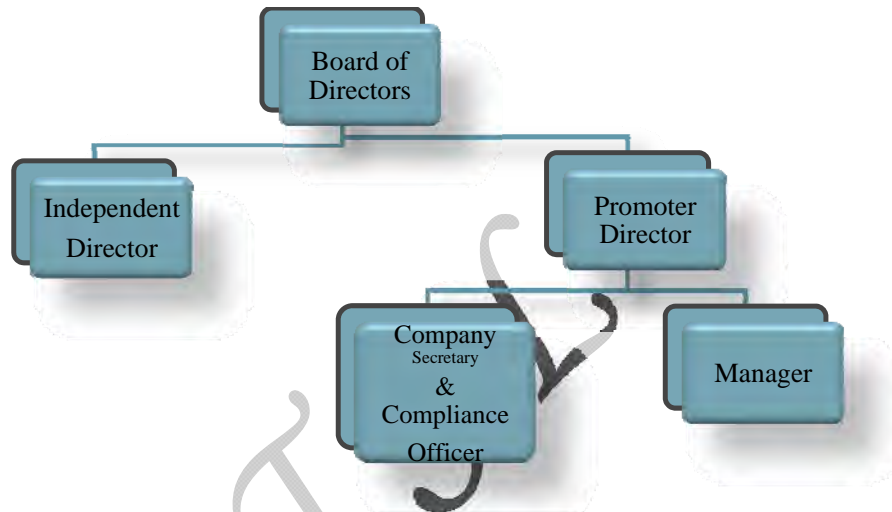 Board of
Directors
Independent
Director
Promoter
Director
Company
Secretary
&
Compliance
Officer
Manager